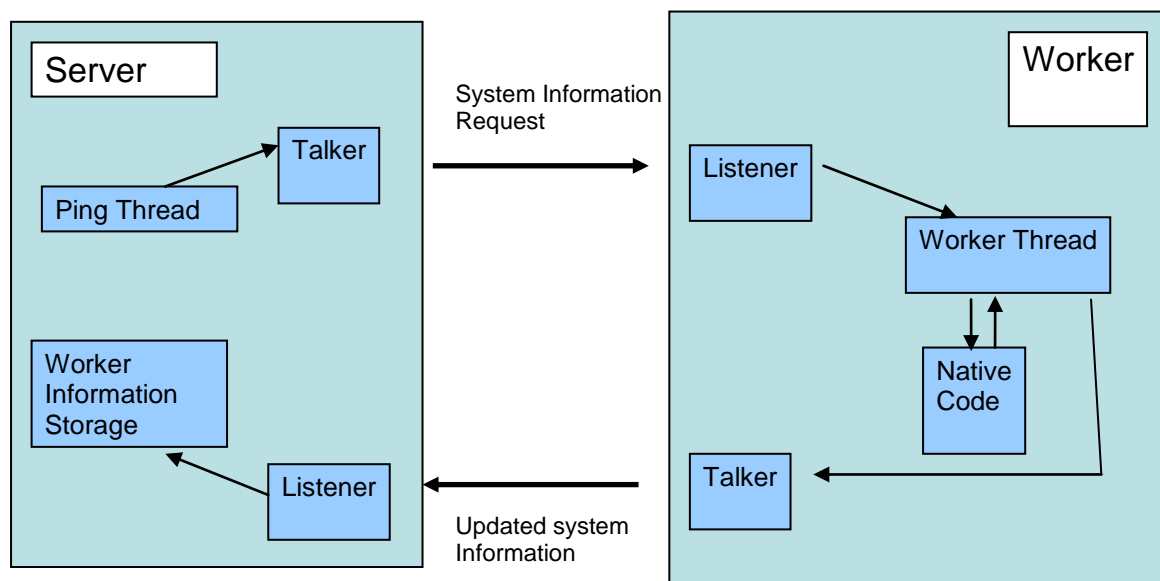 Server
Talker
Ping Thread
Worker
Information
Storage
Listener
System Information
Request
Updated system
Information
Worker
Listener
Worker Thread
Native
Code
Talker